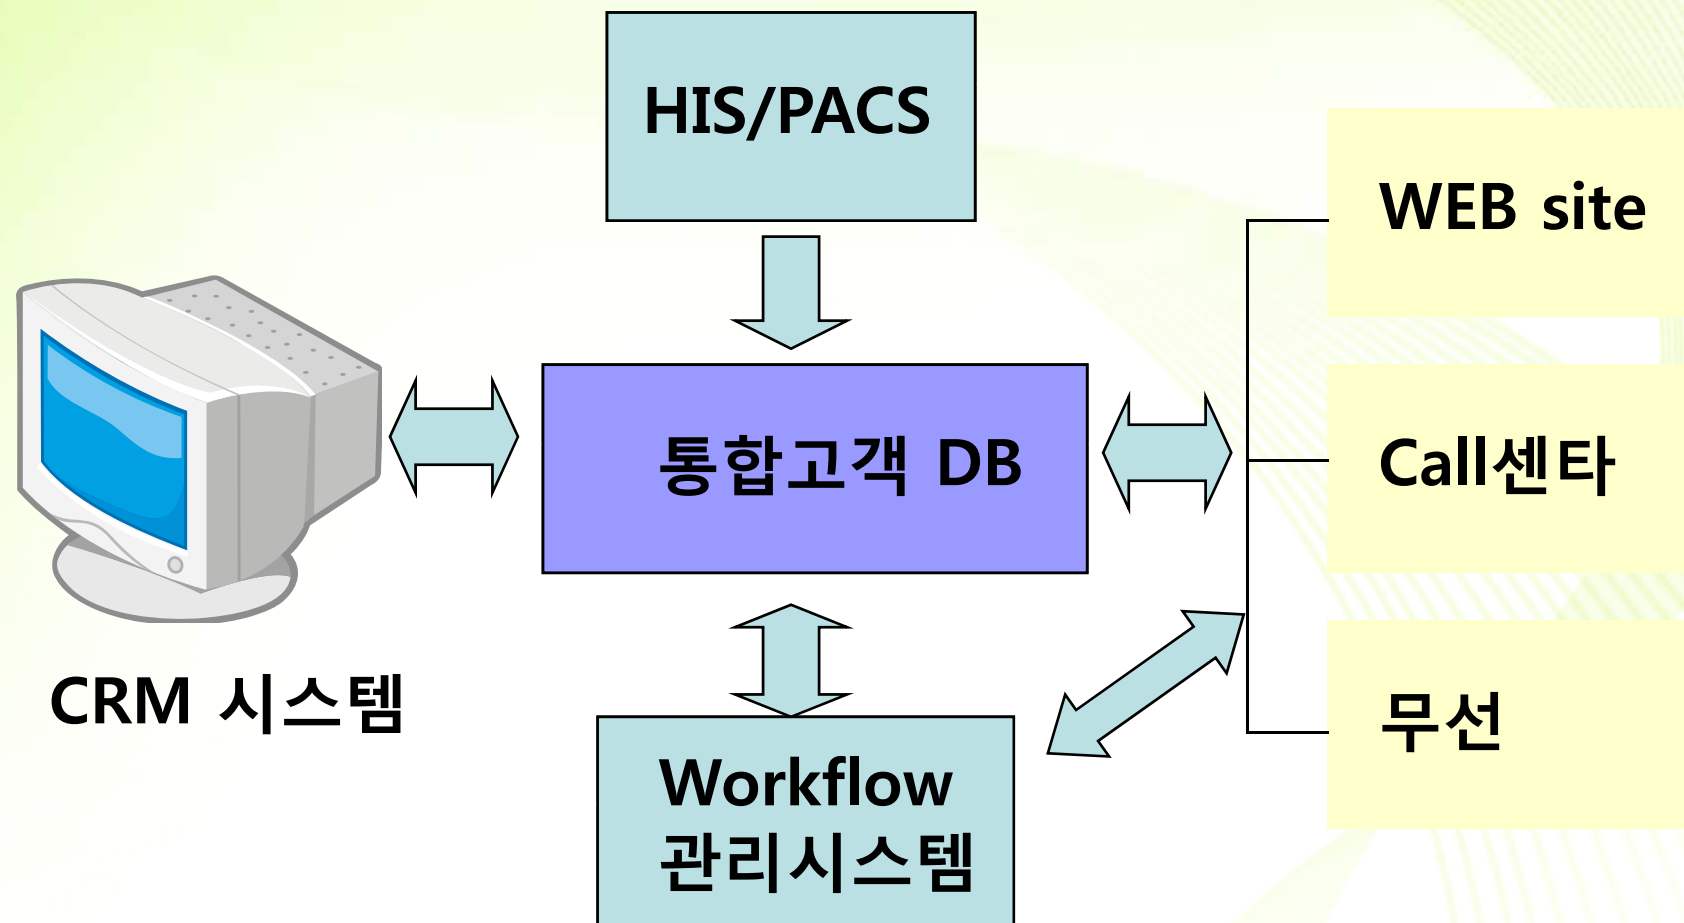 HIS/PACS
WEB site
통합고객 DB
Call센타
CRM 시스템
무선
Workflow
관리시스템